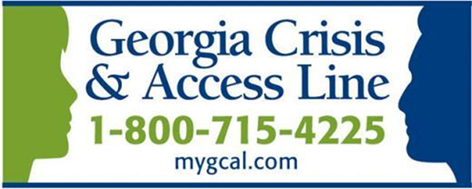 Georgia Crisis
& Access Line
1-800-715-4225
mygcal.com